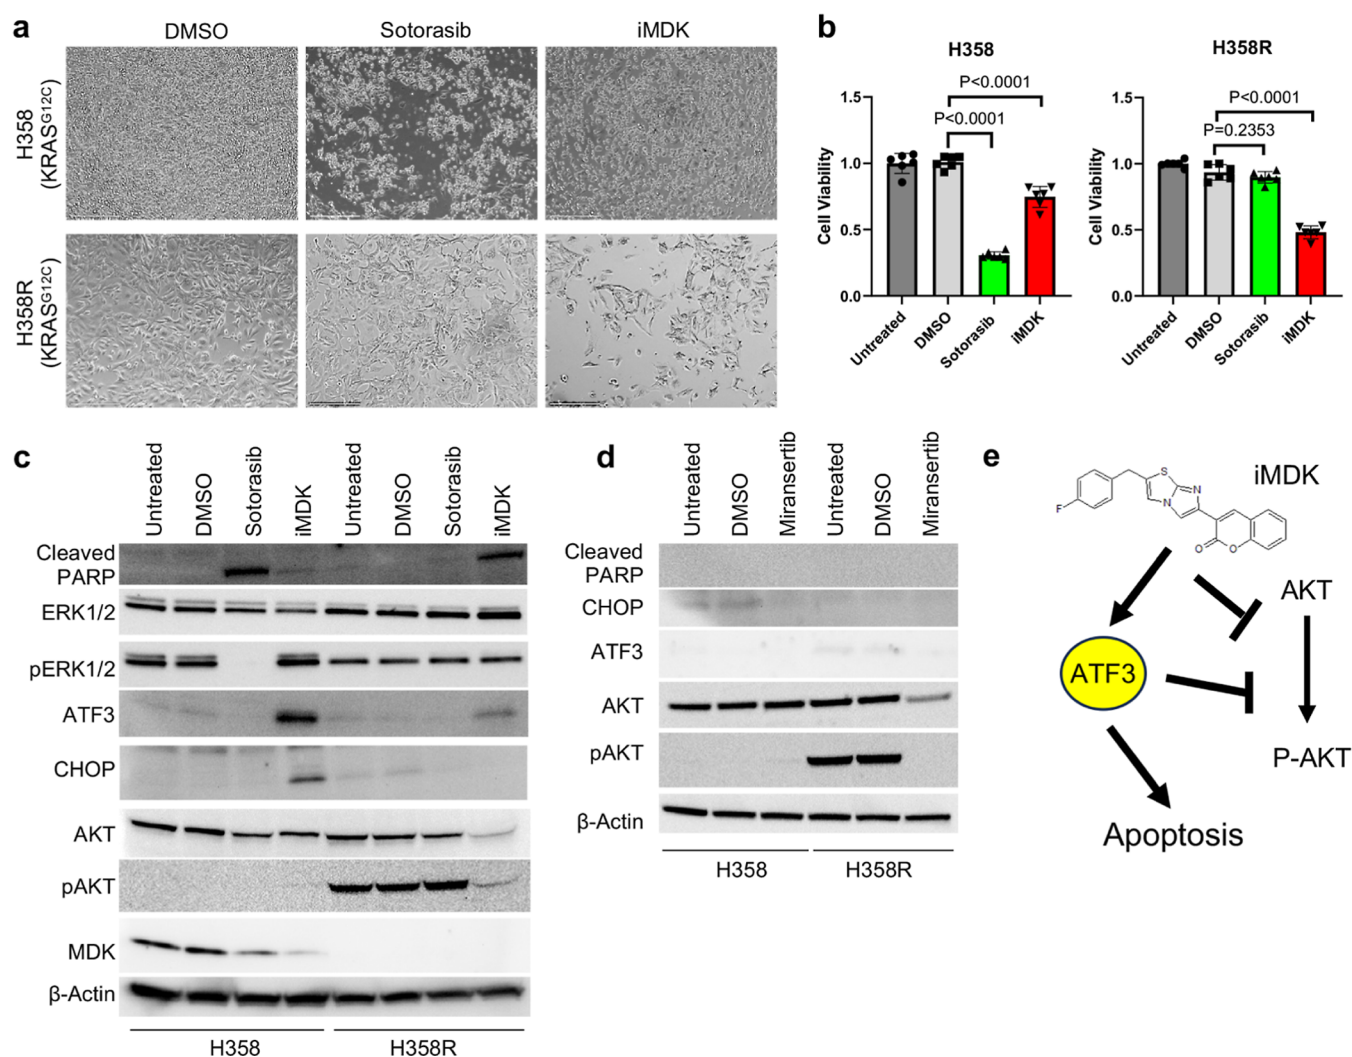 a
DMSO
Sotorasib
iMDK
H358
(KRASG12C)
H358R
(KRASG12C)
b
H358
P<0.0001
P<0.0001
Cell Viability
1.5
1.0
0.5
0.0
Untreated
DMSO
Sotorasib
iMDK
H358R
P<0.0001
P=0.2353
Cell Viability
1.5
1.0
0.5
0.0
Untreated
DMSO
Sotorasib
iMDK
c
Untreated
DMSO
Sotorasib
iMDK
Untreated
DMSO
Sotorasib
iMDK
Cleaved
PARP
ERK1/2
pERK1/2
ATF3
CHOP
AKT
pAKT
MDK
β-Actin
H358
H358R
d
Untreated
DMSO
Miransertib
Untreated
DMSO
Miransertib
Cleaved
PARP
CHOP
ATF3
AKT
pAKT
β-Actin
H358
H358R
e
iMDK
F
S
N
N
O
O
AKT
ATF3
P-AKT
Apoptosis